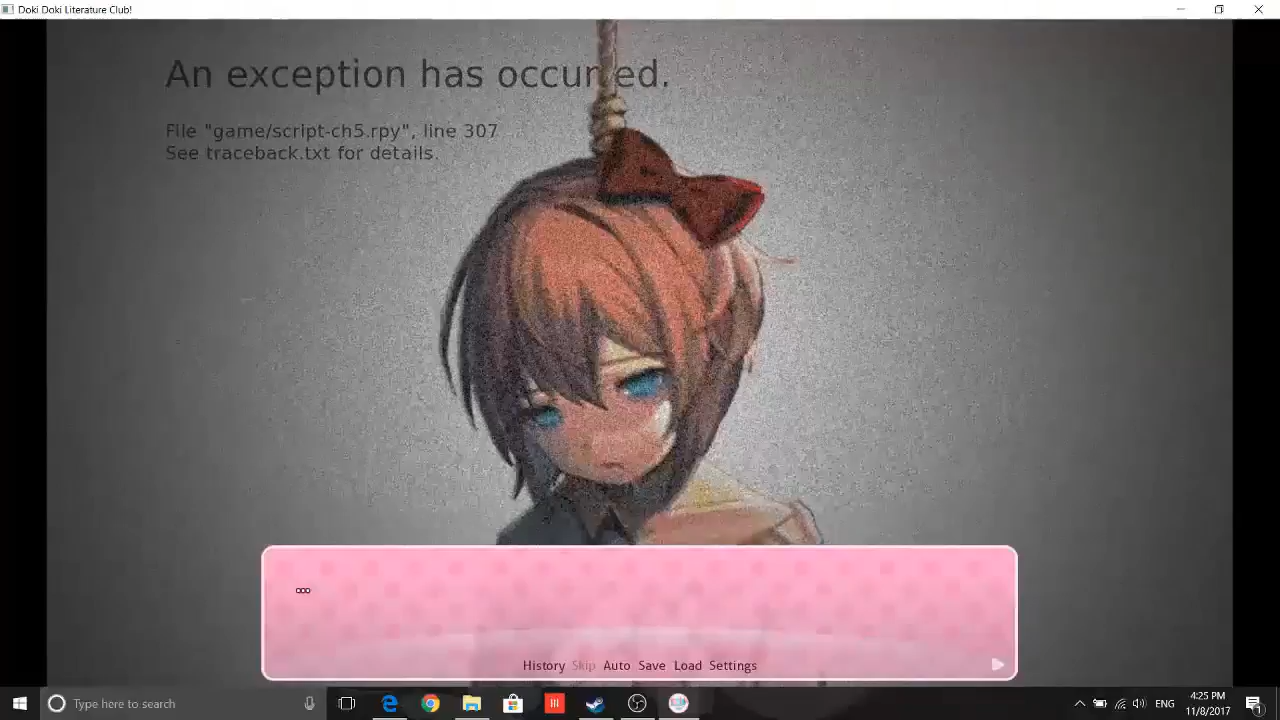 Doki Doki Literature Club!
An exception has occurred.
File "game/script-ch5.rpy", line 307
See traceback.txt for details.
...
History Skip Auto Save Load Settings
Type here to search
ENG
4:25 PM
11/8/2017
1